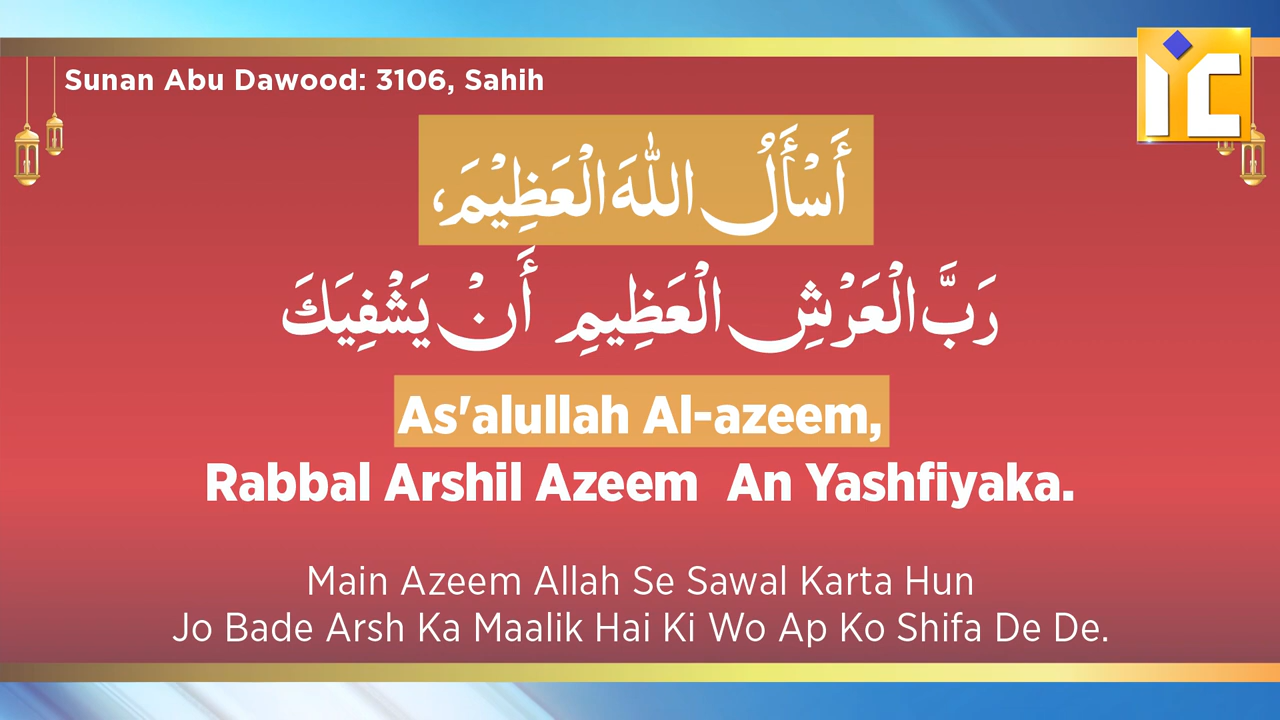 Sunan Abu Dawood: 3106, Sahih
YC
أَسْأَلُ اللّٰهَ الْعَظِيْمَ،
رَبَّ الْعَرْشِ الْعَظِيمِ أَنْ يَشْفِيَكَ
As'alullah Al-azeem,
Rabbal Arshil Azeem An Yashfiyaka.
Main Azeem Allah Se Sawal Karta Hun
Jo Bade Arsh Ka Maalik Hai Ki Wo Ap Ko Shifa De De.